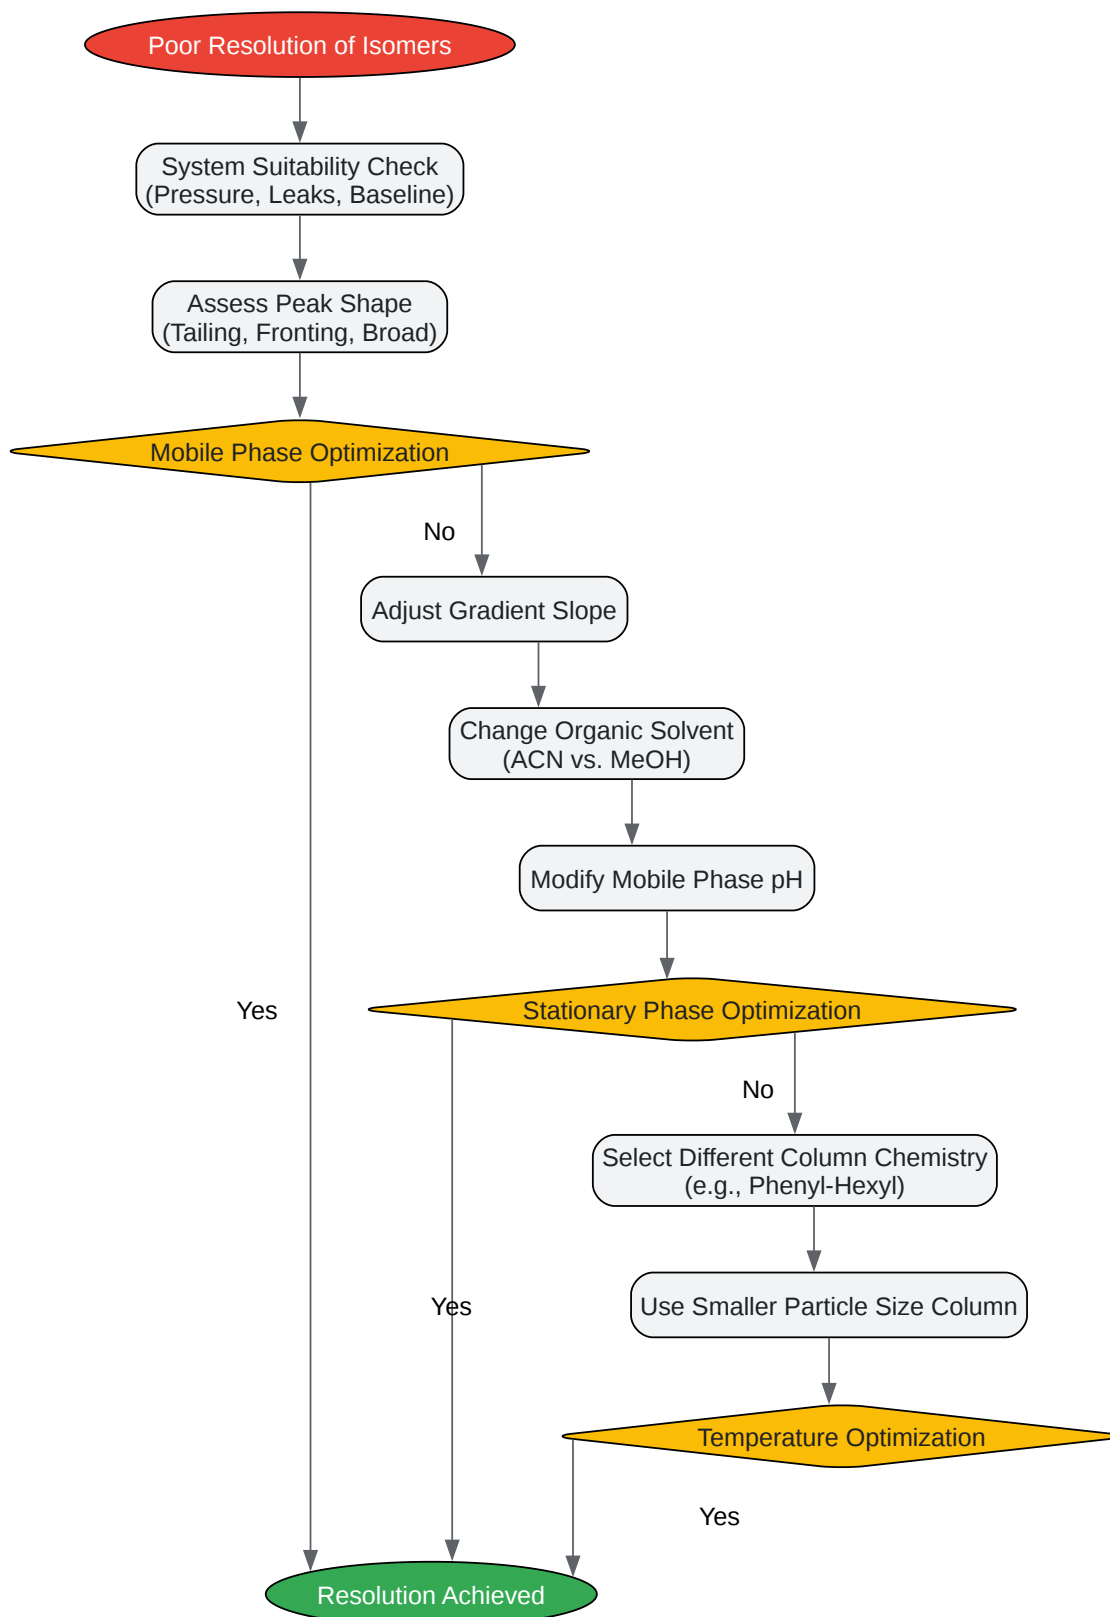 Poor Resolution of Isomers
System Suitability Check
(Pressure, Leaks, Baseline)
Assess Peak Shape
(Tailing, Fronting, Broad)
Mobile Phase Optimization
No
Adjust Gradient Slope
Change Organic Solvent
(ACN vs. MeOH)
Modify Mobile Phase pH
Yes
Stationary Phase Optimization
No
Select Different Column Chemistry
(e.g., Phenyl-Hexyl)
Yes
Use Smaller Particle Size Column
Temperature Optimization
Yes
Resolution Achieved